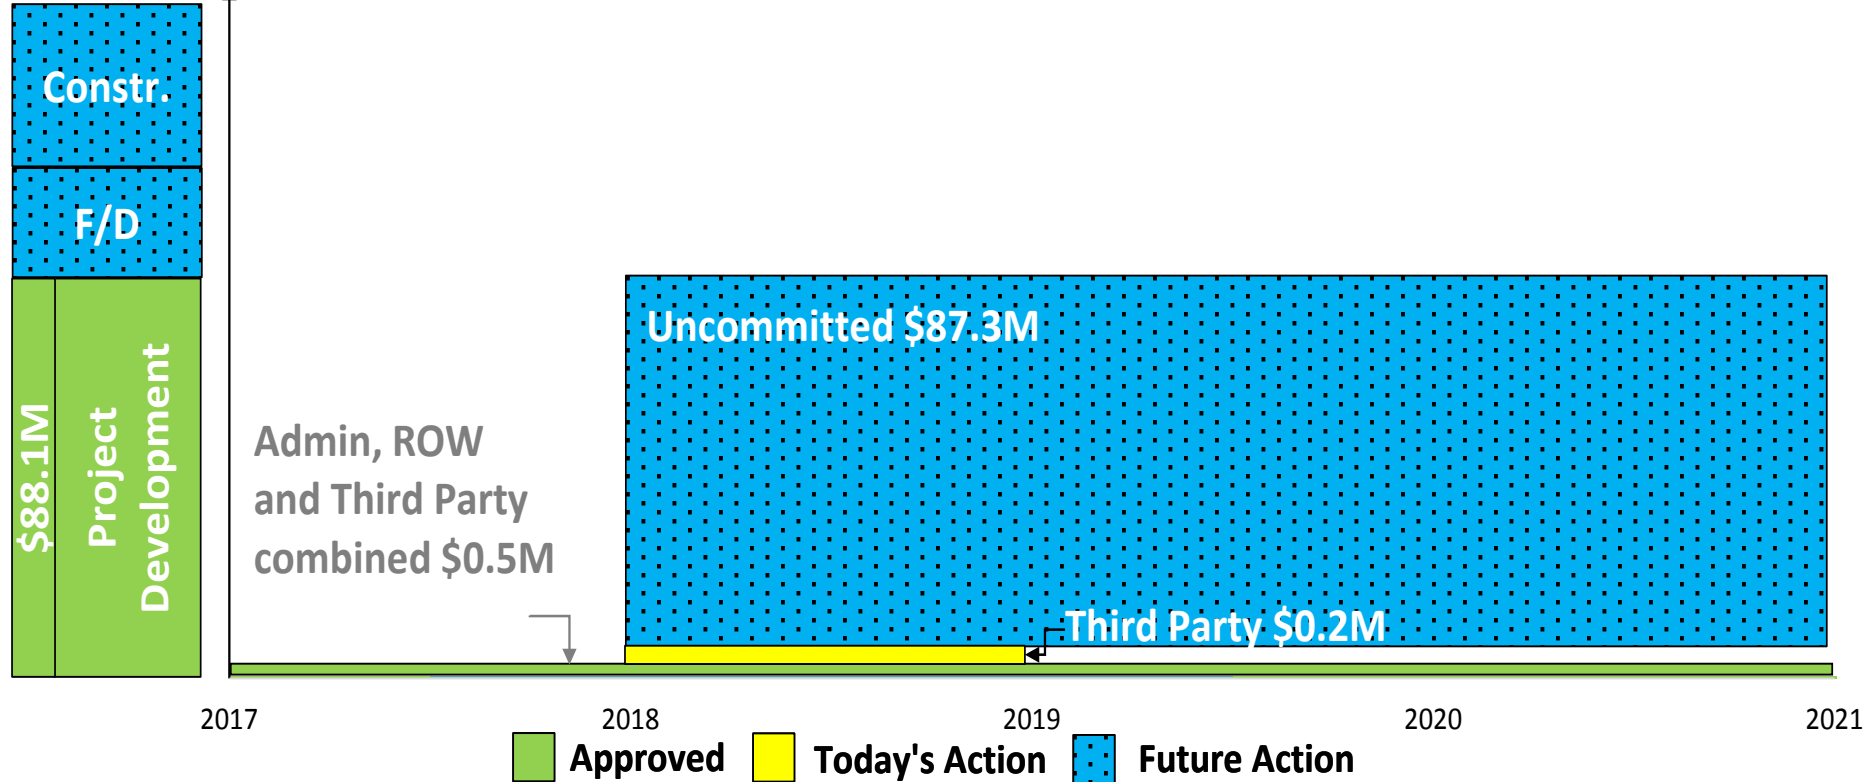 Constr.
F/D
$88.1M
Project
Development
Uncommitted $87.3M
Admin, ROW
and Third Party
combined $0.5M
Third Party $0.2M
2017
2018
2019
2020
2021
Approved
Today's Action
Future Action